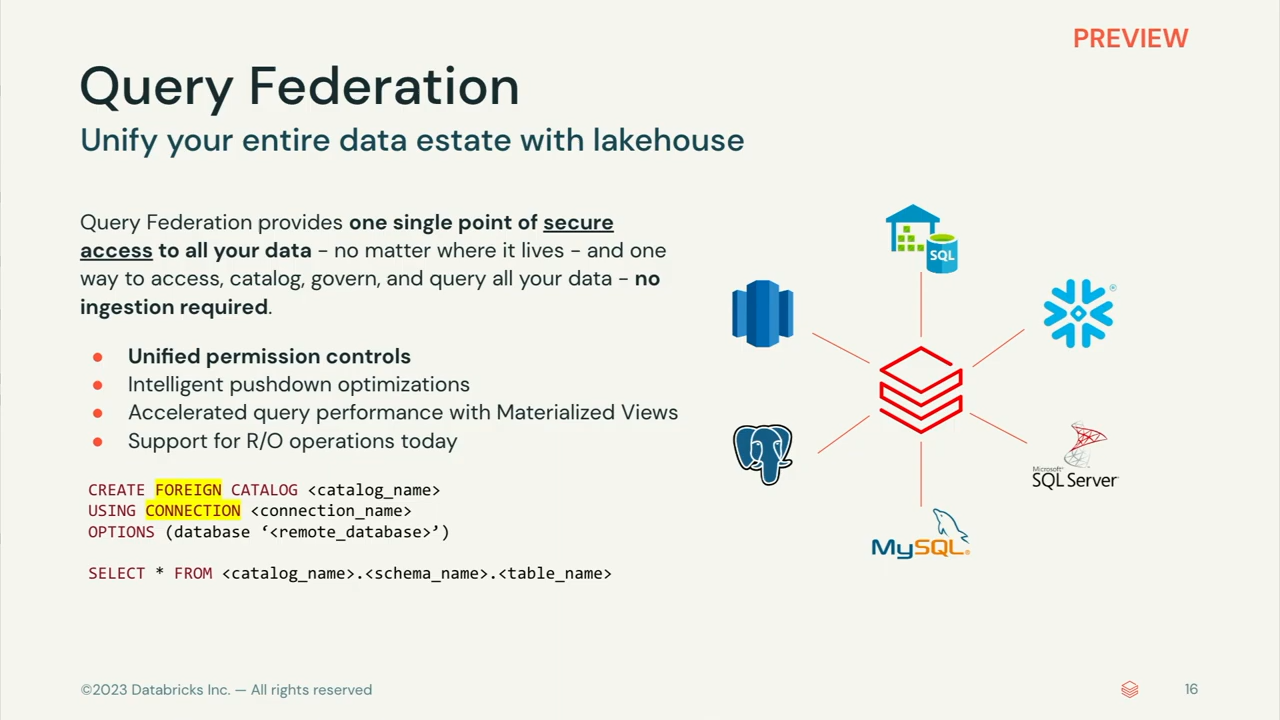 PREVIEW
Query Federation
Unify your entire data estate with lakehouse
Query Federation provides one single point of secure
access to all your data – no matter where it lives – and one
way to access, catalog, govern, and query all your data – no
ingestion required.
● Unified permission controls
● Intelligent pushdown optimizations
● Accelerated query performance with Materialized Views
● Support for R/O operations today
CREATE FOREIGN CATALOG <catalog_name>
USING CONNECTION <connection_name>
OPTIONS (database ‘<remote_database>’)
SELECT * FROM <catalog_name>.<schema_name>.<table_name>
SQL
Microsoft®
SQL Server®
MySQL®
©2023 Databricks Inc. — All rights reserved
16